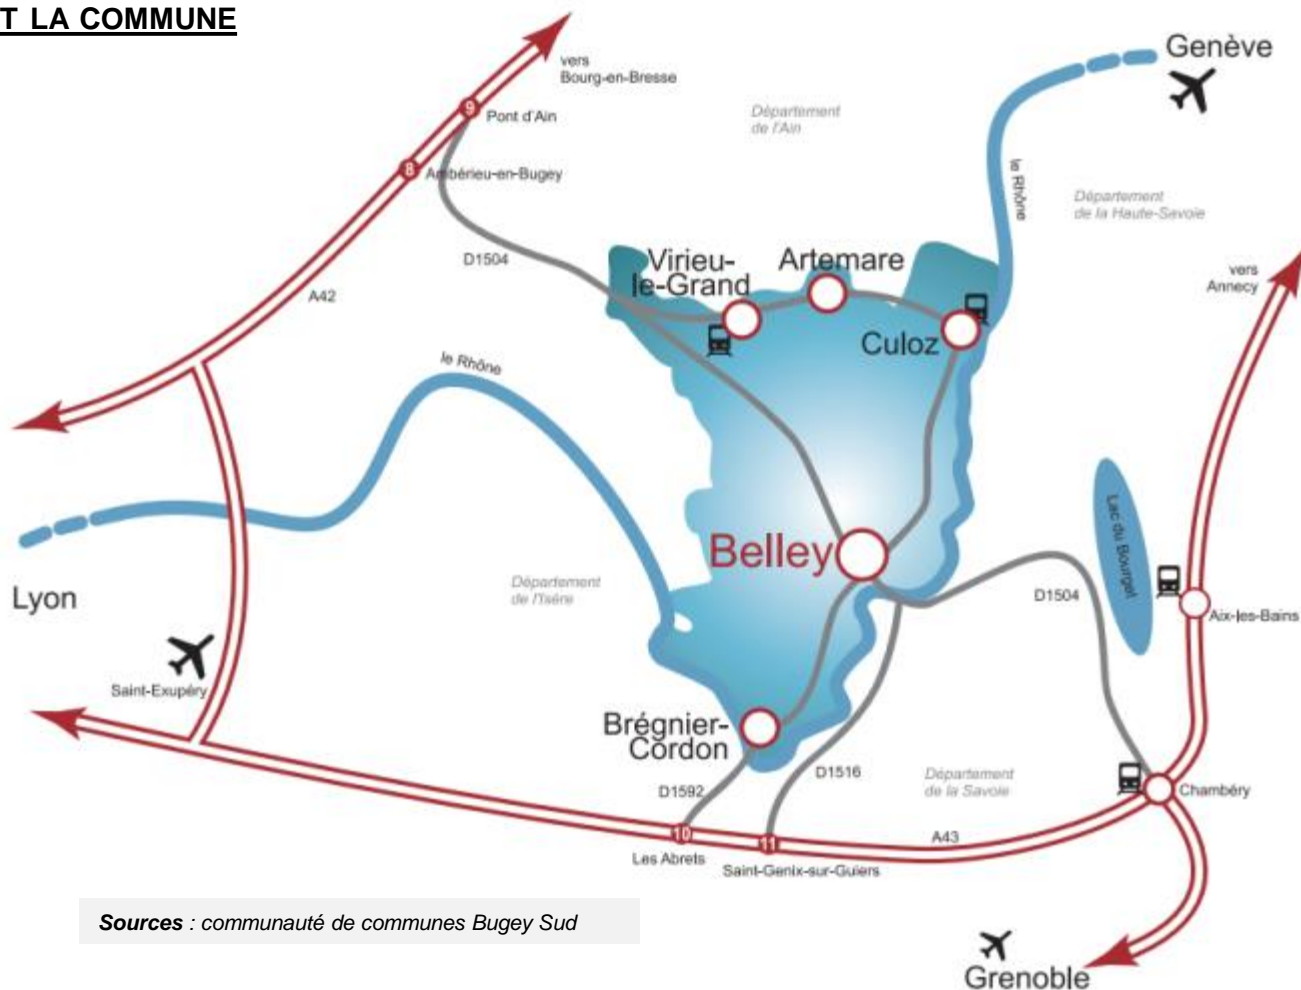 T LA COMMUNE
Genève
vers
Bourg-en-Bresse
9
Pont d'Ain
Département
de l'Ain
8
Ambérieu-en-Bugey
le Rhône
Département
de la Haute-Savoie
D1504
Virieu-
le-Grand
Artemare
vers
Annecy
A42
Culoz
le Rhône
Lac du Bourget
Belley
Lyon
Département
de l'Isère
D1504
Aix-les-Bains
Saint-Exupéry
Brégnier-
Cordon
D1592
D1516
Département
de la Savoie
Chambéry
10
11
A43
Les Abrets
Saint-Genix-sur-Guiers
Sources : communauté de communes Bugey Sud
Grenoble